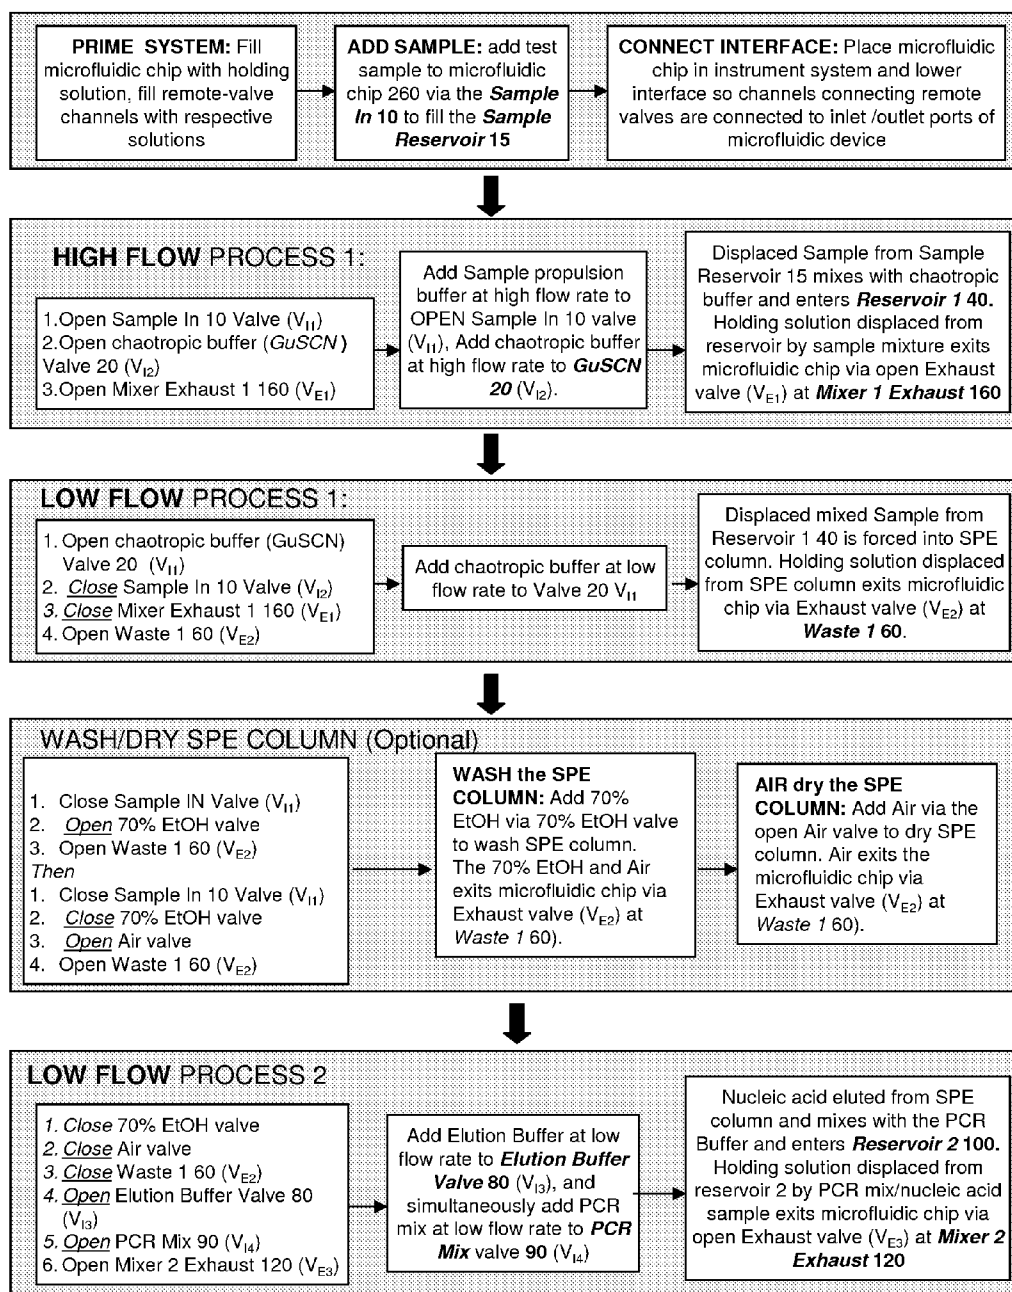 PRIME SYSTEM: Fill
microfluidic chip with holding
solution, fill remote-valve
channels with respective
solutions
ADD SAMPLE: add test
sample to microfluidic
chip 260 via the Sample
In 10 to fill the Sample
Reservoir 15
CONNECT INTERFACE: Place microfluidic
chip in instrument system and lower
interface so channels connecting remote
valves are connected to inlet /outlet ports of
microfluidic device
HIGH FLOW PROCESS 1:
1.Open Sample In 10 Valve (VI1)
2.Open chaotropic buffer (GuSCN )
Valve 20 (VI2)
3.Open Mixer Exhaust 1 160 (VE1)
Add Sample propulsion
buffer at high flow rate to
OPEN Sample In 10 valve
(VI1), Add chaotropic buffer
at high flow rate to GuSCN
20 (VI2).
Displaced Sample from Sample
Reservoir 15 mixes with chaotropic
buffer and enters Reservoir 1 40.
Holding solution displaced from
reservoir by sample mixture exits
microfluidic chip via open Exhaust
valve (VE1) at Mixer 1 Exhaust 160
LOW FLOW PROCESS 1:
1. Open chaotropic buffer (GuSCN)
Valve 20 (VI1)
2. Close Sample In 10 Valve (VI2)
3. Close Mixer Exhaust 1 160 (VE1)
4. Open Waste 1 60 (VE2)
Add chaotropic buffer at low
flow rate to Valve 20 VI1
Displaced mixed Sample from
Reservoir 1 40 is forced into SPE
column. Holding solution displaced
from SPE column exits microfluidic
chip via Exhaust valve (VE2) at
Waste 1 60.
WASH/DRY SPE COLUMN (Optional)
1. Close Sample IN Valve (VI1)
2. Open 70% EtOH valve
3. Open Waste 1 60 (VE2)
Then
1. Close Sample In 10 Valve (VI1)
2. Close 70% EtOH valve
3. Open Air valve
4. Open Waste 1 60 (VE2)
WASH the SPE
COLUMN: Add 70%
EtOH via 70% EtOH valve
to wash SPE column.
The 70% EtOH and Air
exits microfluidic chip via
Exhaust valve (VE2) at
Waste 1 60).
AIR dry the SPE
COLUMN: Add Air via the
open Air valve to dry SPE
column. Air exits the
microfluidic chip via
Exhaust valve (VE2) at
Waste 1 60).
LOW FLOW PROCESS 2
1. Close 70% EtOH valve
2. Close Air valve
3. Close Waste 1 60 (VE2)
4. Open Elution Buffer Valve 80
(VI3)
5. Open PCR Mix 90 (VI4)
6. Open Mixer 2 Exhaust 120 (VE3)
Add Elution Buffer at low
flow rate to Elution Buffer
Valve 80 (VI3), and
simultaneously add PCR
mix at low flow rate to PCR
Mix valve 90 (VI4)
Nucleic acid eluted from SPE
column and mixes with the PCR
Buffer and enters Reservoir 2 100.
Holding solution displaced from
reservoir 2 by PCR mix/nucleic acid
sample exits microfluidic chip via
open Exhaust valve (VE3) at Mixer 2
Exhaust 120